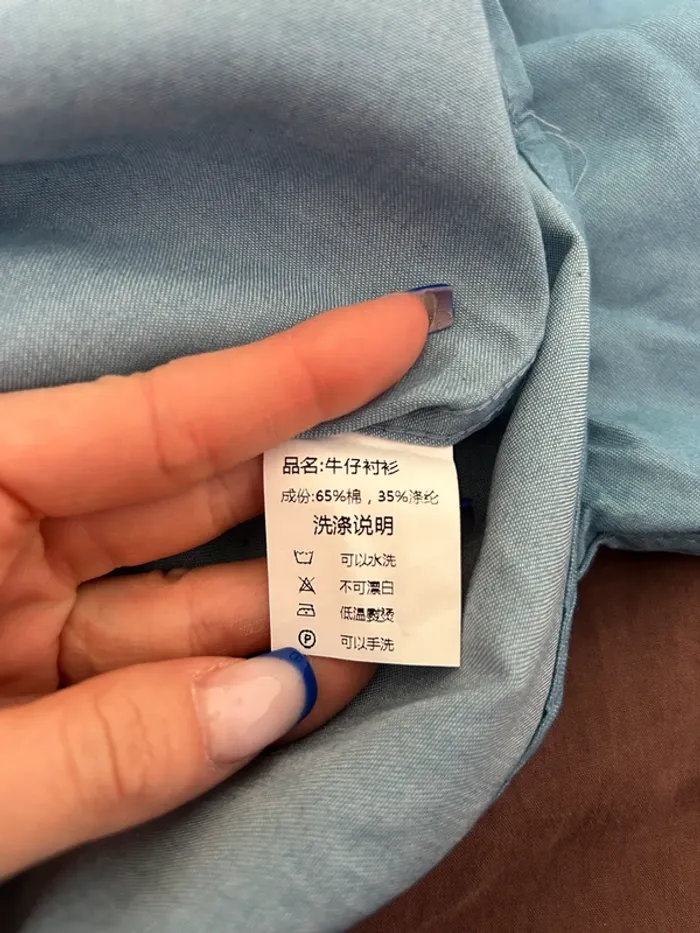 品名:牛仔衬衫
成份:65%棉，35%涤纶
洗涤说明
可以水洗
不可漂白
低温熨烫
P 可以手洗